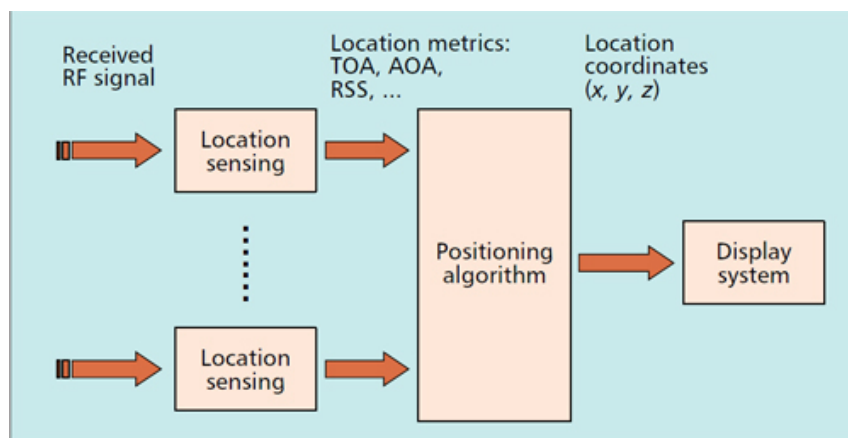 Received
RF signal
Location metrics:
TOA, AOA,
RSS, ...
Location
coordinates
(x, y, z)
Location
sensing
Positioning
algorithm
Display
system
Location
sensing